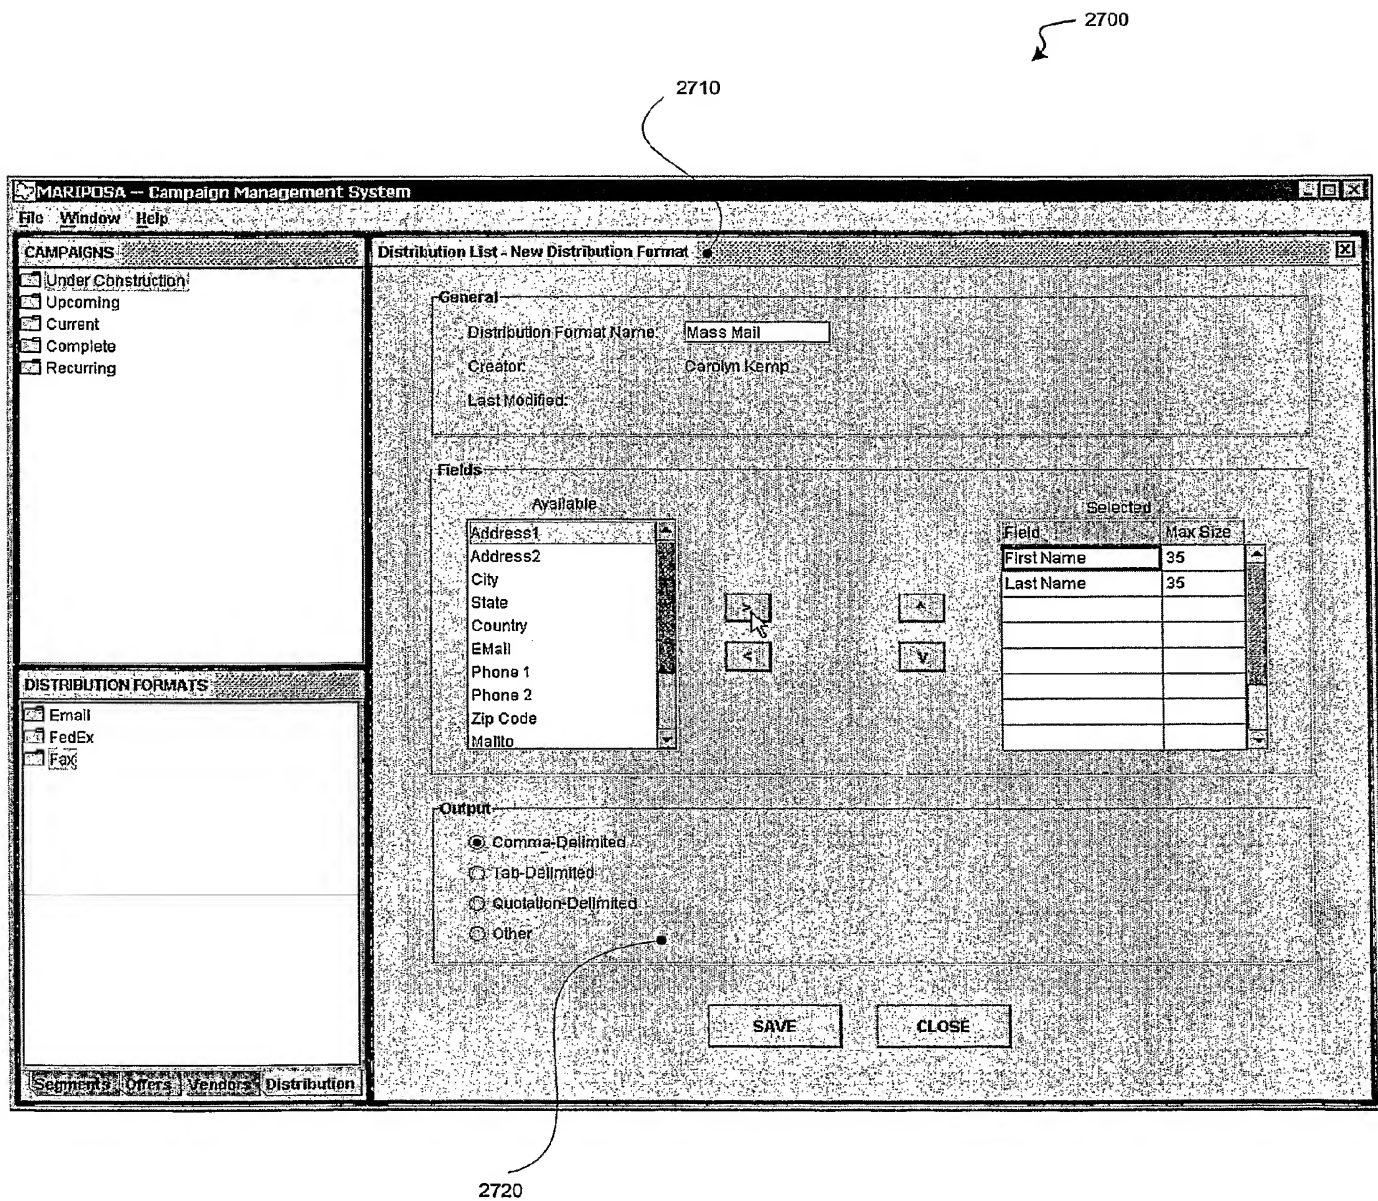 2700
2710
MARIPOSA -- Campaign Management System
File Window Help
CAMPAIGNS
Under Construction
Upcoming
Current
Complete
Recurring
DISTRIBUTION FORMATS
Email
FedEx
Fax
Segments Offers Vendors Distribution
Distribution List - New Distribution Format
General
Distribution Format Name: Mass Mail
Creator: Carolyn Kemp
Last Modified:
Fields
Available
Address1
Address2
City
State
Country
EMail
Phone 1
Phone 2
Zip Code
Mailto
>
<
^
v
Selected
Field Max Size
First Name 35
Last Name 35
Output
Comma-Delimited
Tab-Delimited
Quotation-Delimited
Other
SAVE CLOSE
2720